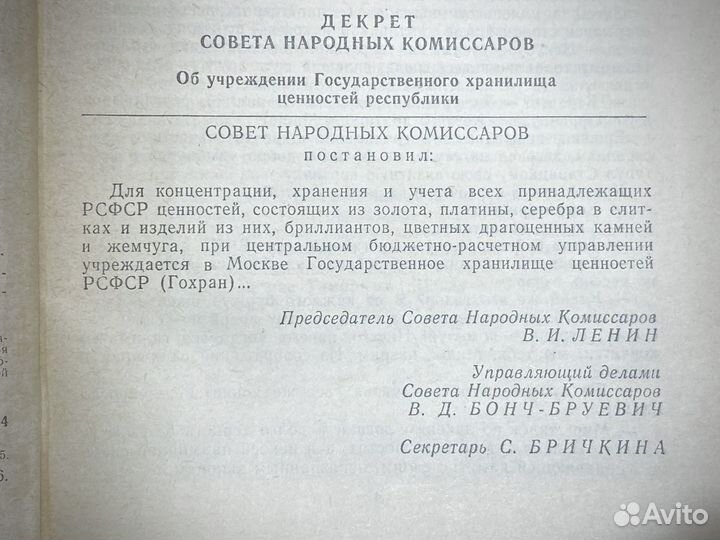 ДЕКРЕТ
СОВЕТА НАРОДНЫХ КОМИССАРОВ
Об учреждении Государственного хранилища
ценностей республики
СОВЕТ НАРОДНЫХ КОМИССАРОВ
постановил:
Для концентрации, хранения и учета всех принадлежащих
РСФСР ценностей, состоящих из золота, платины, серебра в слит-
ках и изделий из них, бриллиантов, цветных драгоценных камней
и жемчуга, при центральном бюджетно-расчетном управлении
учреждается в Москве Государственное хранилище ценностей
РСФСР (Гохран)...
Председатель Совета Народных Комиссаров
В. И. ЛЕНИН
Управляющий делами
Совета Народных Комиссаров
В. Д. БОНЧ-БРУЕВИЧ
Секретарь С. БРИЧКИНА
Avito